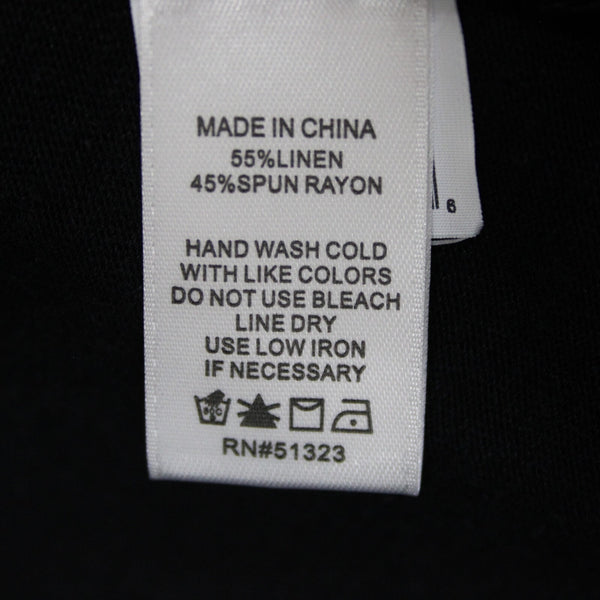 MADE IN CHINA
55%LINEN
45%SPUN RAYON
HAND WASH COLD
WITH LIKE COLORS
DO NOT USE BLEACH
LINE DRY
USE LOW IRON
IF NECESSARY
RN#51323
6